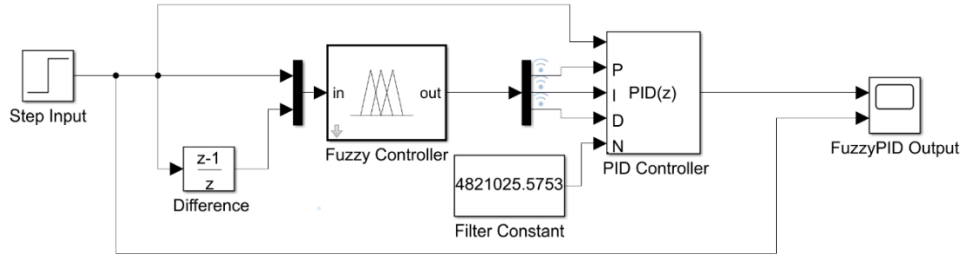 Step Input
z-1
z
Difference
in
out
Fuzzy Controller
4821025.5753
Filter Constant
P
I
D
N
PID(z)
PID Controller
FuzzyPID Output